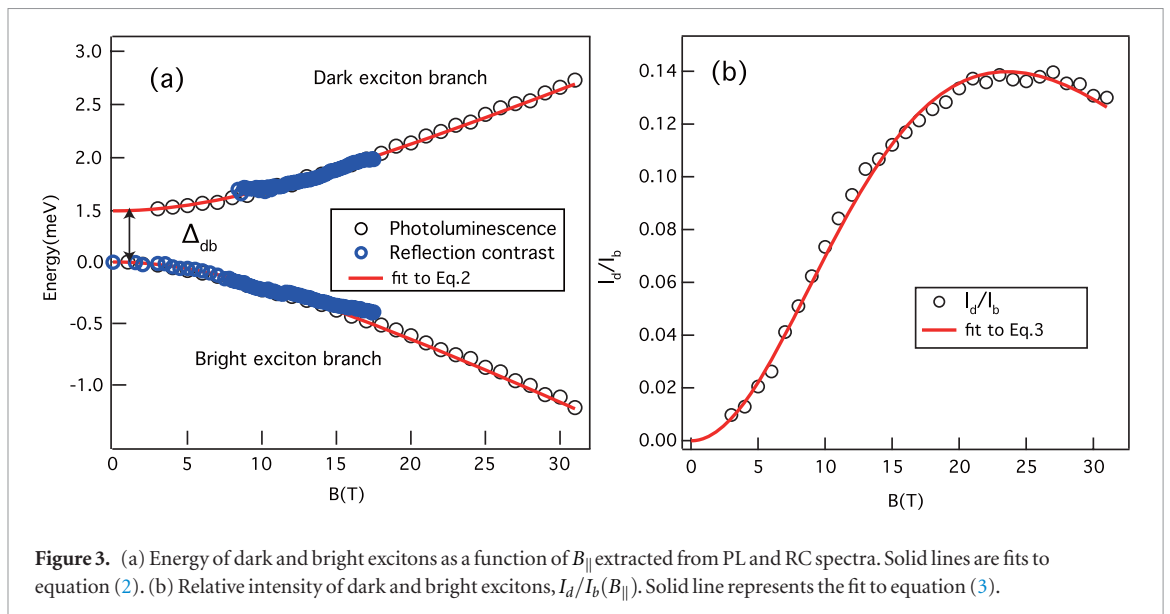 (a)
3.0
2.5
2.0
1.5
0.0
-0.5
-1.0
Energy(meV)
Dark exciton branch
Δdb
Photoluminescence
Reflection contrast
fit to Eq.2
Bright exciton branch
0 5 10 15 20 25 30
B(T)
(b)
0.14
0.12
0.10
0.08
0.06
0.04
0.02
0.00
Id/Ib
Id/Ib
fit to Eq.3
0 5 10 15 20 25 30
B(T)
Figure 3. (a) Energy of dark and bright excitons as a function of B∥ extracted from PL and RC spectra. Solid lines are fits to
equation (2). (b) Relative intensity of dark and bright excitons, Id/Ib(B∥). Solid line represents the fit to equation (3).